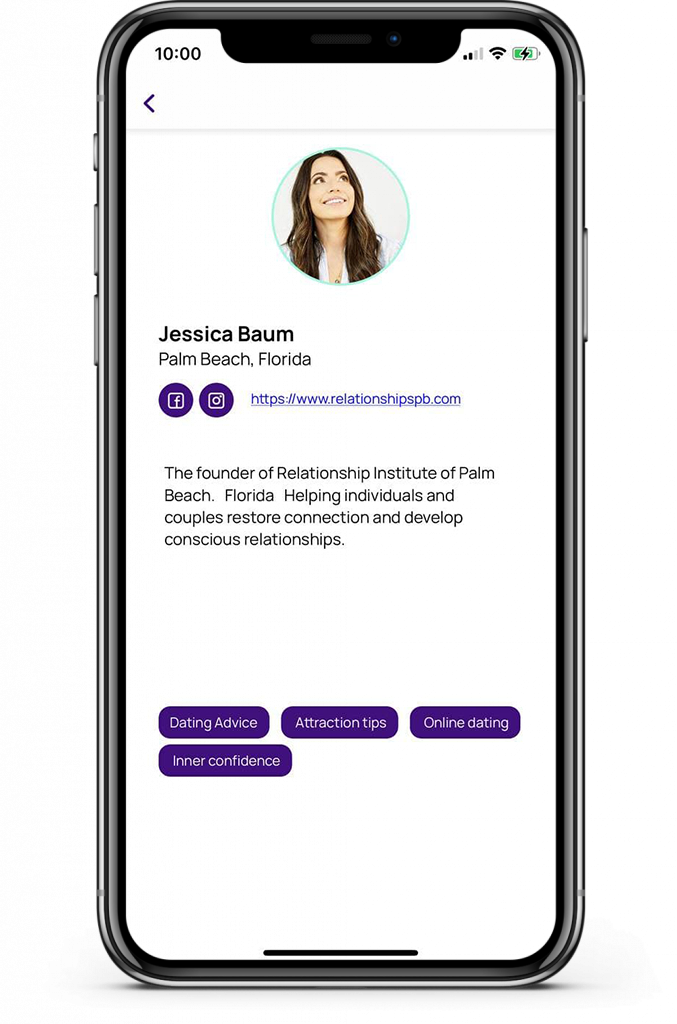 10:00
Jessica Baum
Palm Beach, Florida
https://www.relationshipspb.com
The founder of Relationship Institute of Palm
Beach.   Florida   Helping individuals and
couples restore connection and develop
conscious relationships.
Dating Advice Attraction tips Online dating
Inner confidence